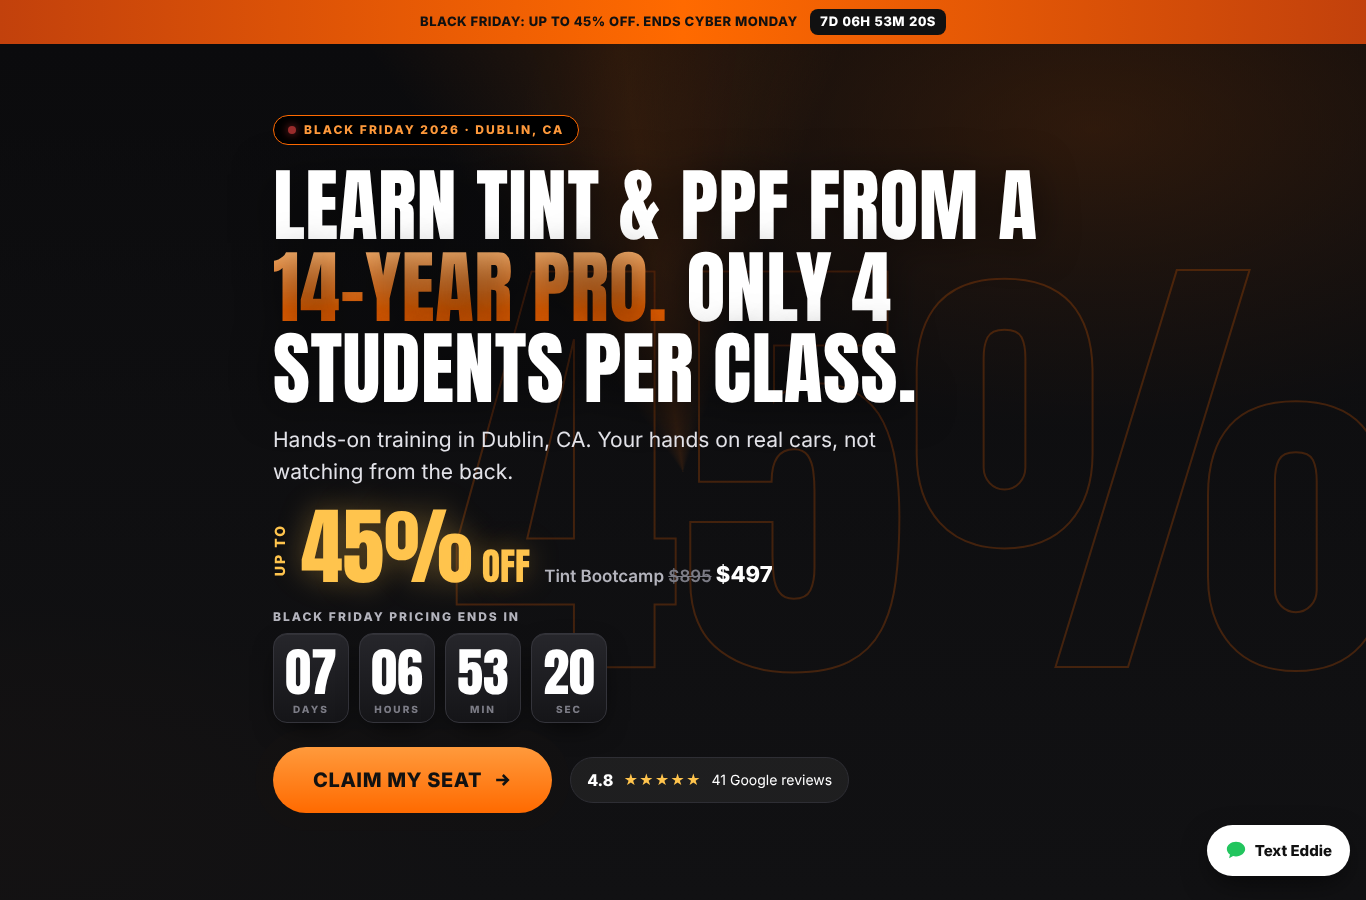 BLACK FRIDAY: UP TO 45% OFF. ENDS CYBER MONDAY 7D 06H 53M 20S
BLACK FRIDAY 2026 · DUBLIN, CA
LEARN TINT & PPF FROM A
14-YEAR PRO. ONLY 4
STUDENTS PER CLASS.
Hands-on training in Dublin, CA. Your hands on real cars, not
watching from the back.
UP TO 45% OFF Tint Bootcamp $895 $497
BLACK FRIDAY PRICING ENDS IN
07 06 53 20
DAYS HOURS MIN SEC
CLAIM MY SEAT →
4.8 ★★★★★ 41 Google reviews
45%
Text Eddie